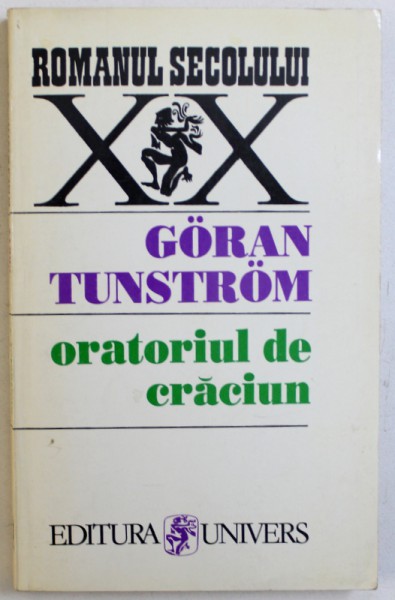 ROMANUL SECOLULUI
XX
GÖRAN
TUNSTRÖM
oratoriul de
crăciun
EDITURA UNIVERS